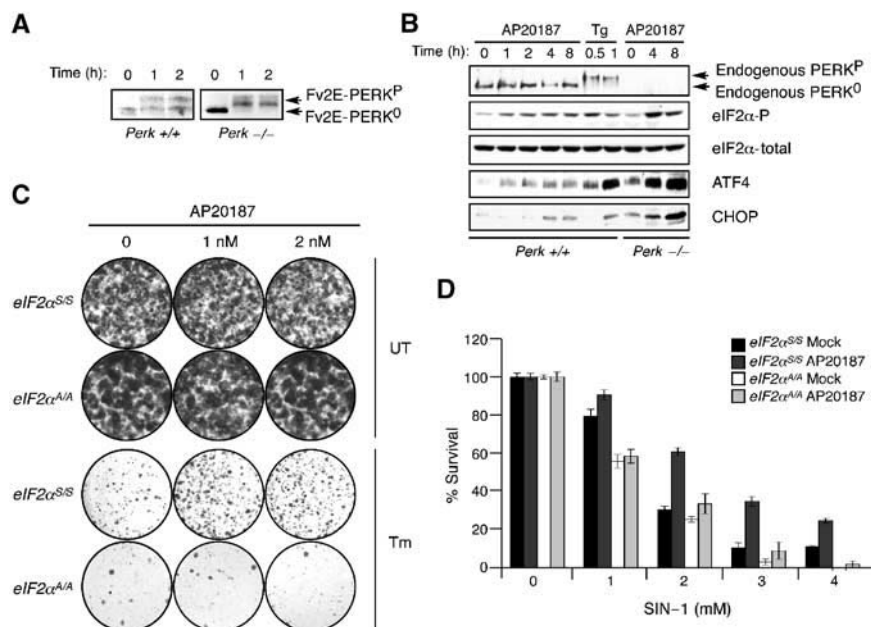 A
Time (h): 0 1 2 0 1 2
Fv2E-PERKᴾ
Fv2E-PERK⁰
Perk +/+ Perk −/−
B
AP20187 Tg AP20187
Time (h): 0 1 2 4 8 0.5 1 0 4 8
Endogenous PERKᴾ
Endogenous PERK⁰
eIF2α-P
eIF2α-total
ATF4
CHOP
Perk +/+ Perk −/−
C
AP20187
0 1 nM 2 nM
eIF2αS/S
eIF2αA/A
UT
eIF2αS/S
eIF2αA/A
Tm
D
120
100
80
60
40
20
0
% Survival
eIF2αS/S Mock
eIF2αS/S AP20187
eIF2αA/A Mock
eIF2αA/A AP20187
0 1 2 3 4
SIN−1 (mM)